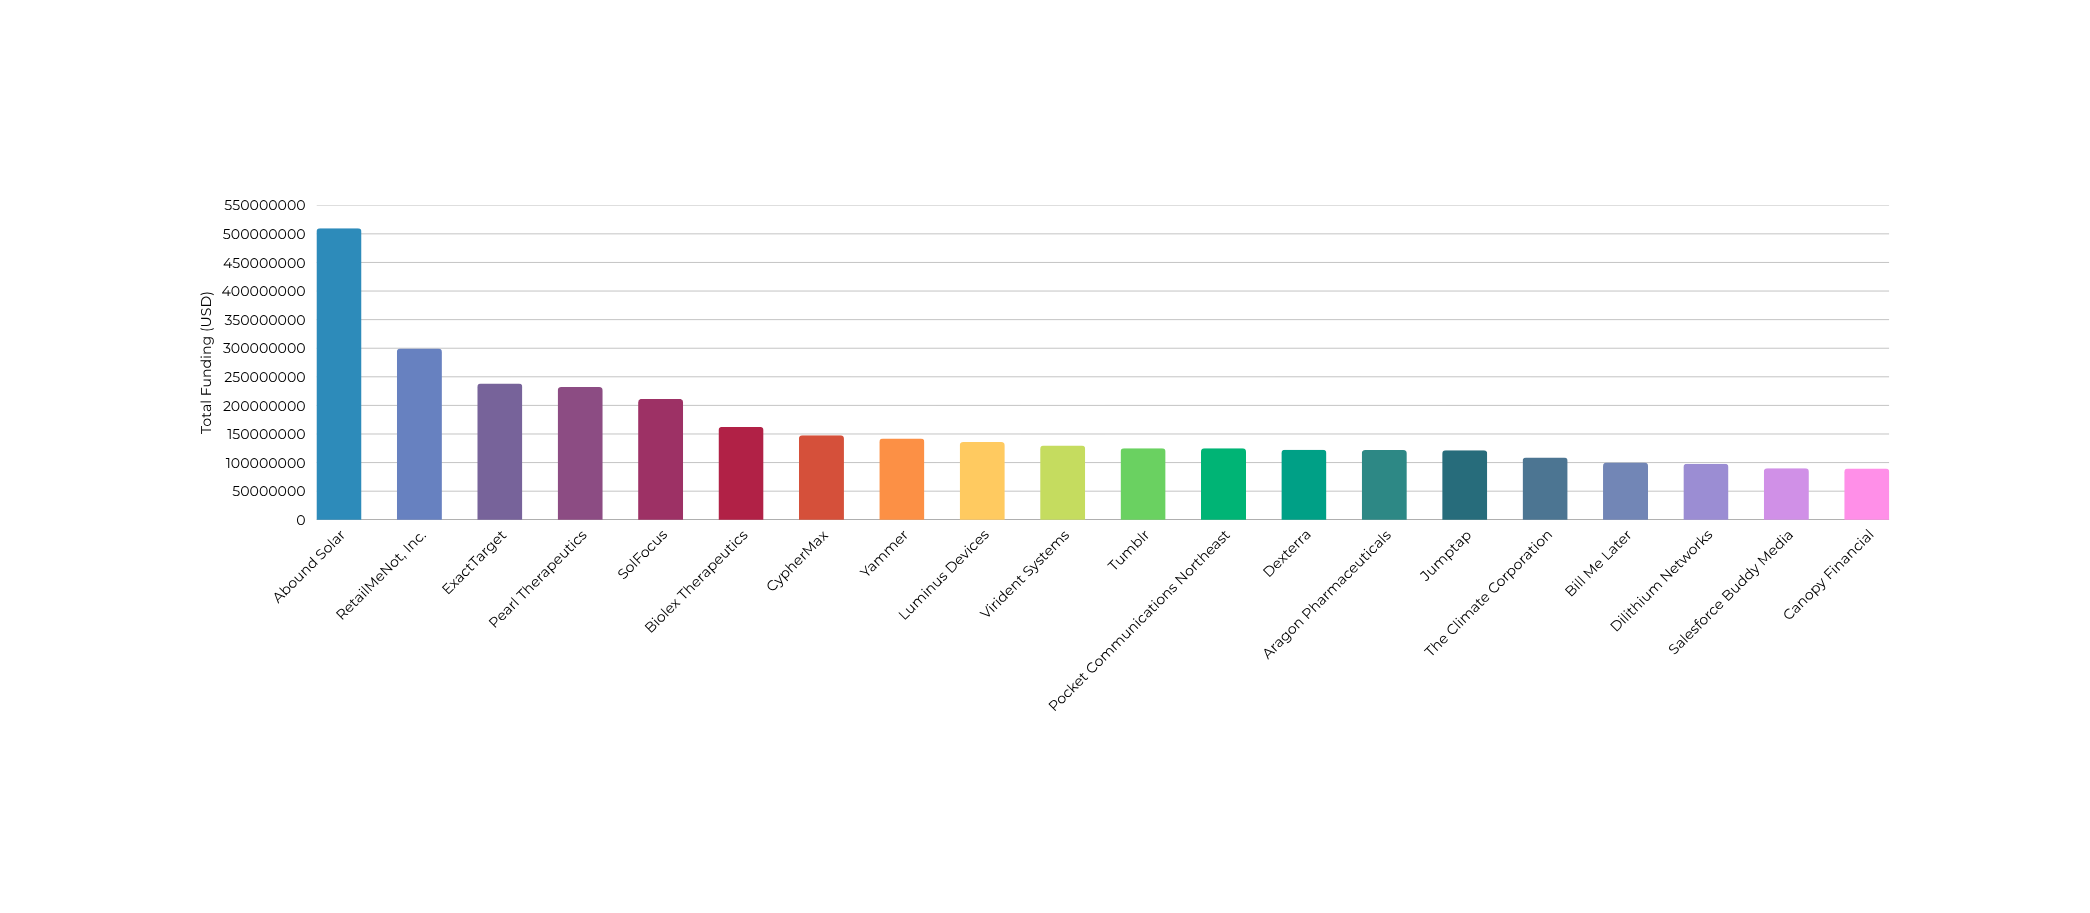 Total Funding (USD)
550000000
500000000
450000000
400000000
350000000
300000000
250000000
200000000
150000000
100000000
50000000
0
Abound Solar
RetailMeNot, Inc.
ExactTarget
Pearl Therapeutics
SolFocus
Biolex Therapeutics
CypherMax
Yammer
Luminus Devices
Virident Systems
Tumblr
Pocket Communications Northeast
Dexterra
Aragon Pharmaceuticals
Jumptap
The Climate Corporation
Bill Me Later
Dilithium Networks
Salesforce Buddy Media
Canopy Financial